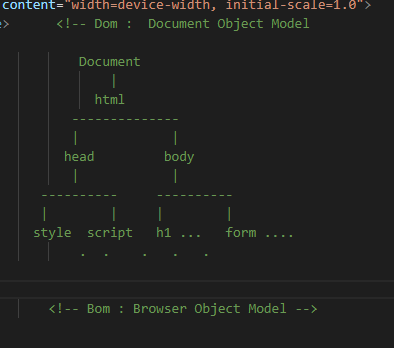 content="width=device-width, initial-scale=1.0">
> <!-- Dom : Document Object Model
Document
|
html
--------------
| |
head body
| |
---------- ----------
| | | |
style script h1 ... form ....
. . . . .
<!-- Bom : Browser Object Model -->